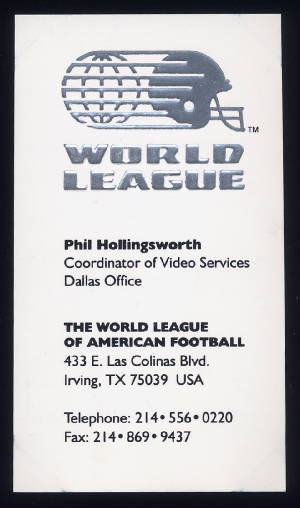 TM
WORLD
LEAGUE
Phil Hollingsworth
Coordinator of Video Services
Dallas Office
THE WORLD LEAGUE
OF AMERICAN FOOTBALL
433 E. Las Colinas Blvd.
Irving, TX 75039 USA
Telephone: 214•556•0220
Fax: 214•869•9437